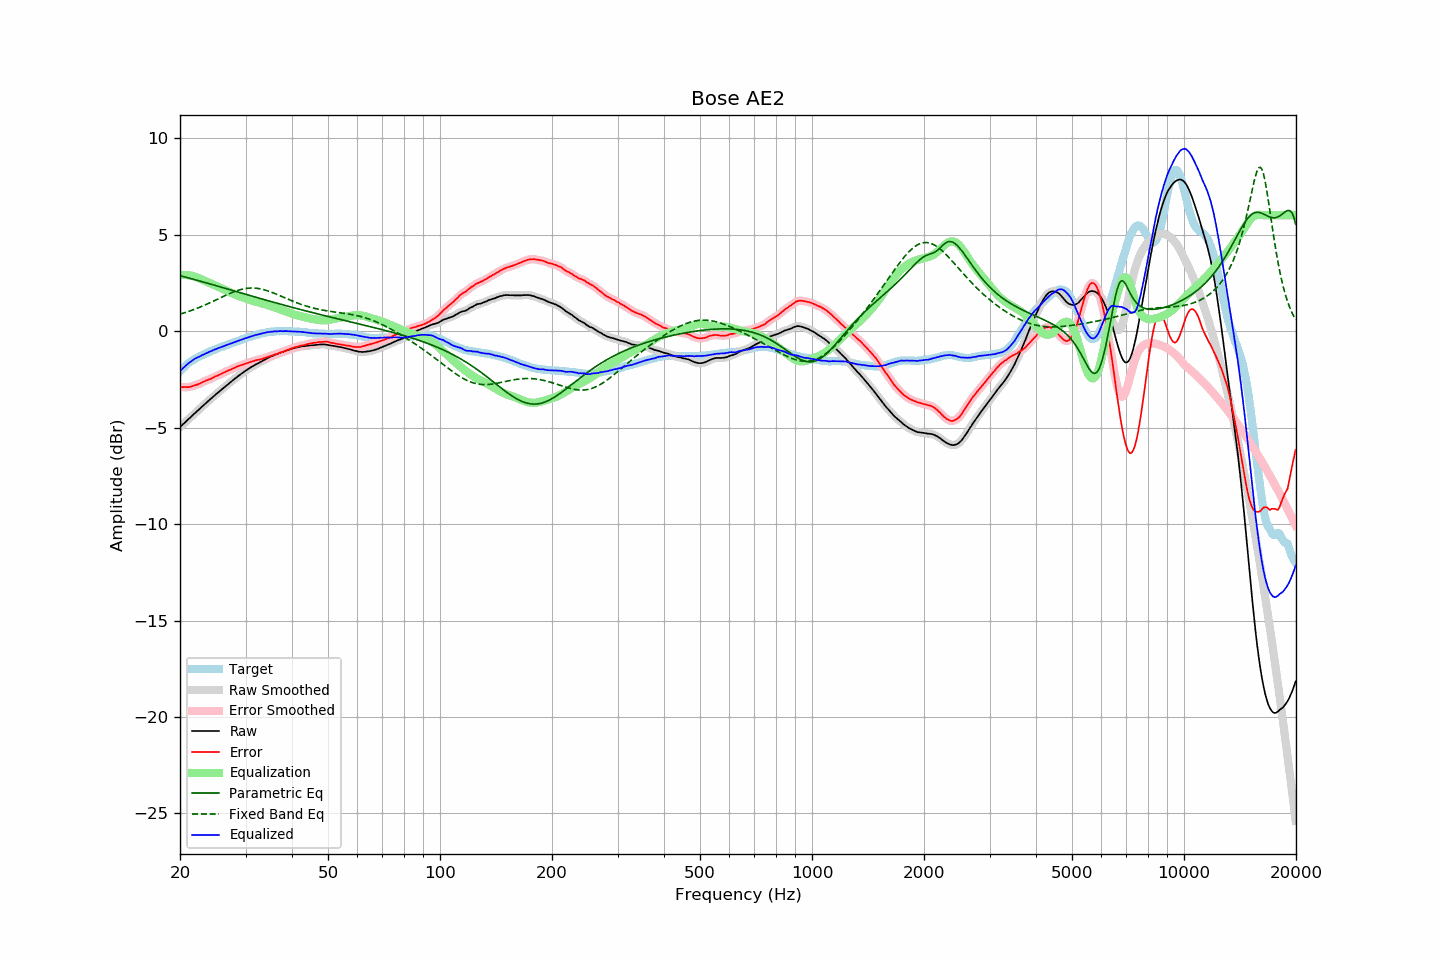 Bose AE2
Amplitude (dBr)
10
5
0
−5
−10
−15
−20
−25
Target
Raw Smoothed
Error Smoothed
Raw
Error
Equalization
Parametric Eq
Fixed Band Eq
Equalized
20 50 100 200 500 1000 2000 5000 10000 20000
Frequency (Hz)